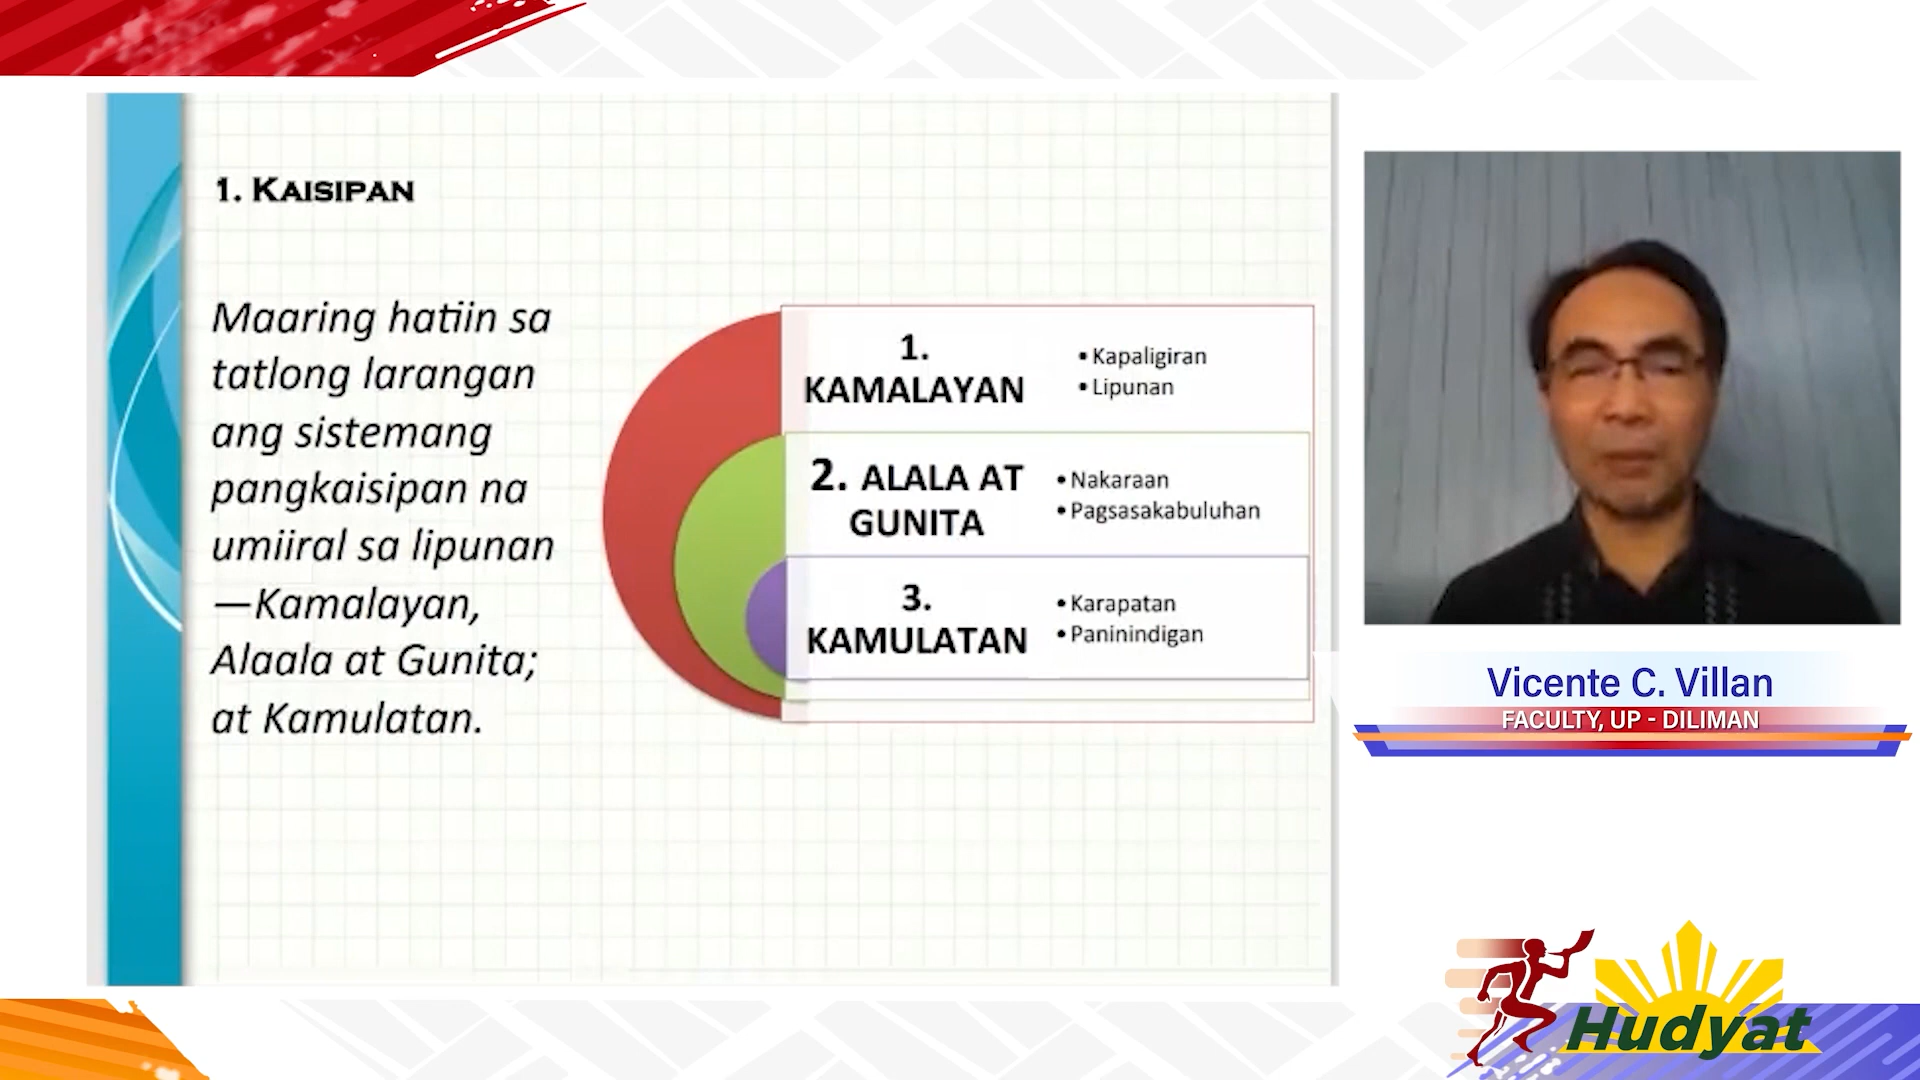 1. KAISIPAN
Maaring hatiin sa
tatlong larangan
ang sistemang
pangkaisipan na
umiiral sa lipunan
—Kamalayan,
Alaala at Gunita;
at Kamulatan.
1.
KAMALAYAN
• Kapaligiran
• Lipunan
2. ALALA AT
GUNITA
• Nakaraan
• Pagsasakabuluhan
3.
KAMULATAN
• Karapatan
• Paninindigan
Vicente C. Villan
FACULTY, UP - DILIMAN
Hudyat